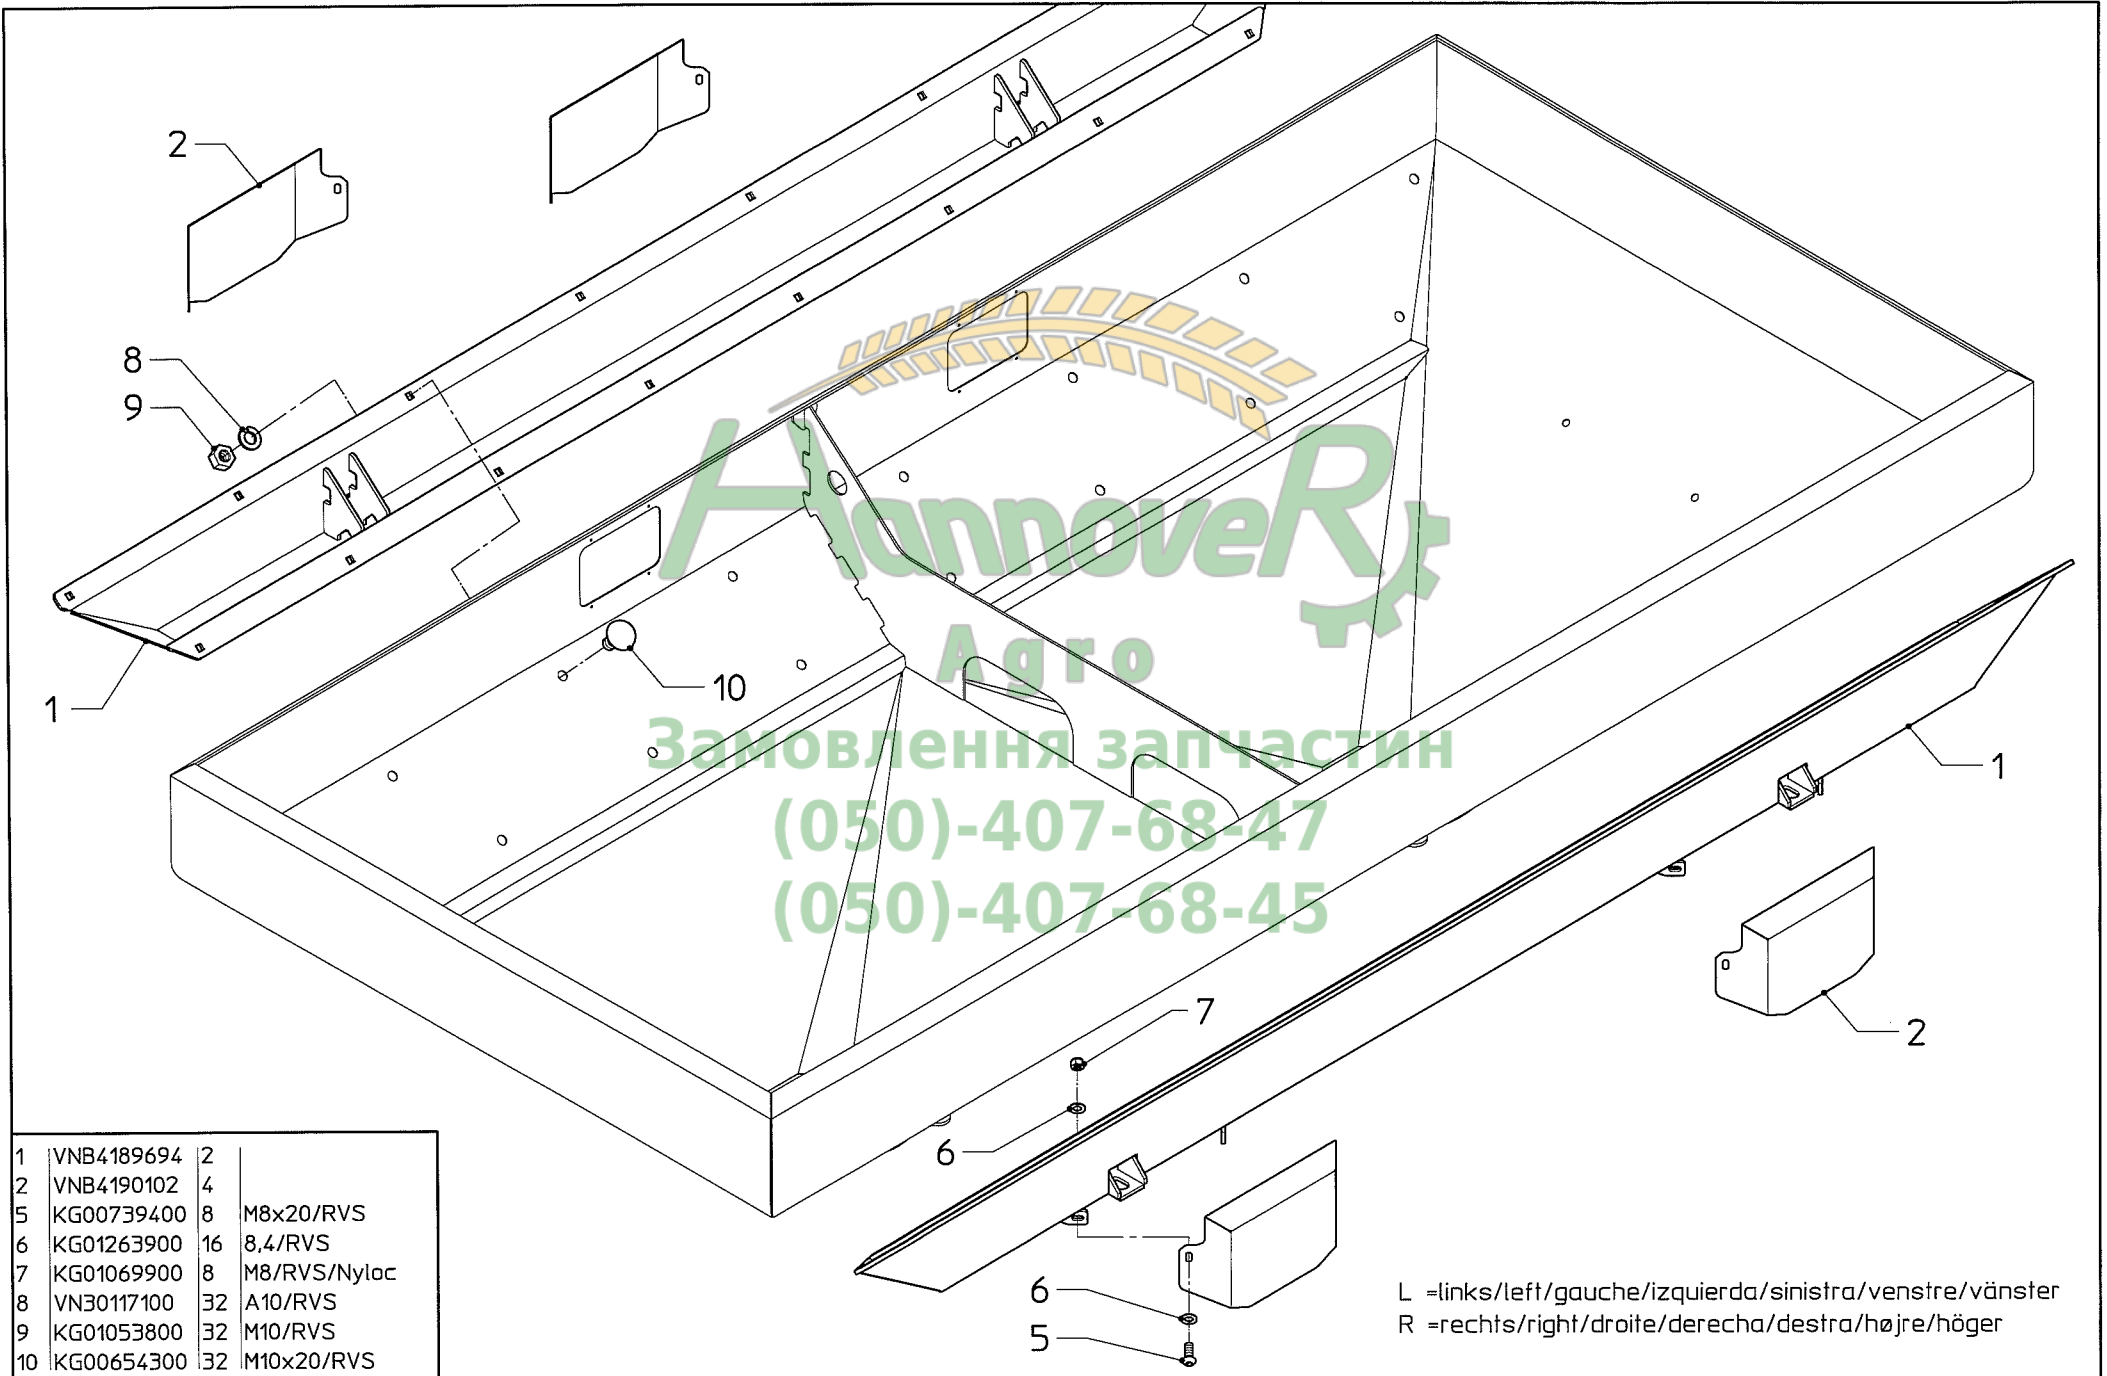 2
8
9
1
10
HannoveR
Agro
Замовлення запчастин
(050)-407-68-47
(050)-407-68-45
1
2
7
6
6
5
1 VNB4189694 2
2 VNB4190102 4
5 KG00739400 8 M8x20/RVS
6 KG01263900 16 8,4/RVS
7 KG01069900 8 M8/RVS/Nyloc
8 VN30117100 32 A10/RVS
9 KG01053800 32 M10/RVS
10 KG00654300 32 M10x20/RVS
L =links/left/gauche/izquierda/sinistra/venstre/vänster
R =rechts/right/droite/derecha/destra/højre/höger